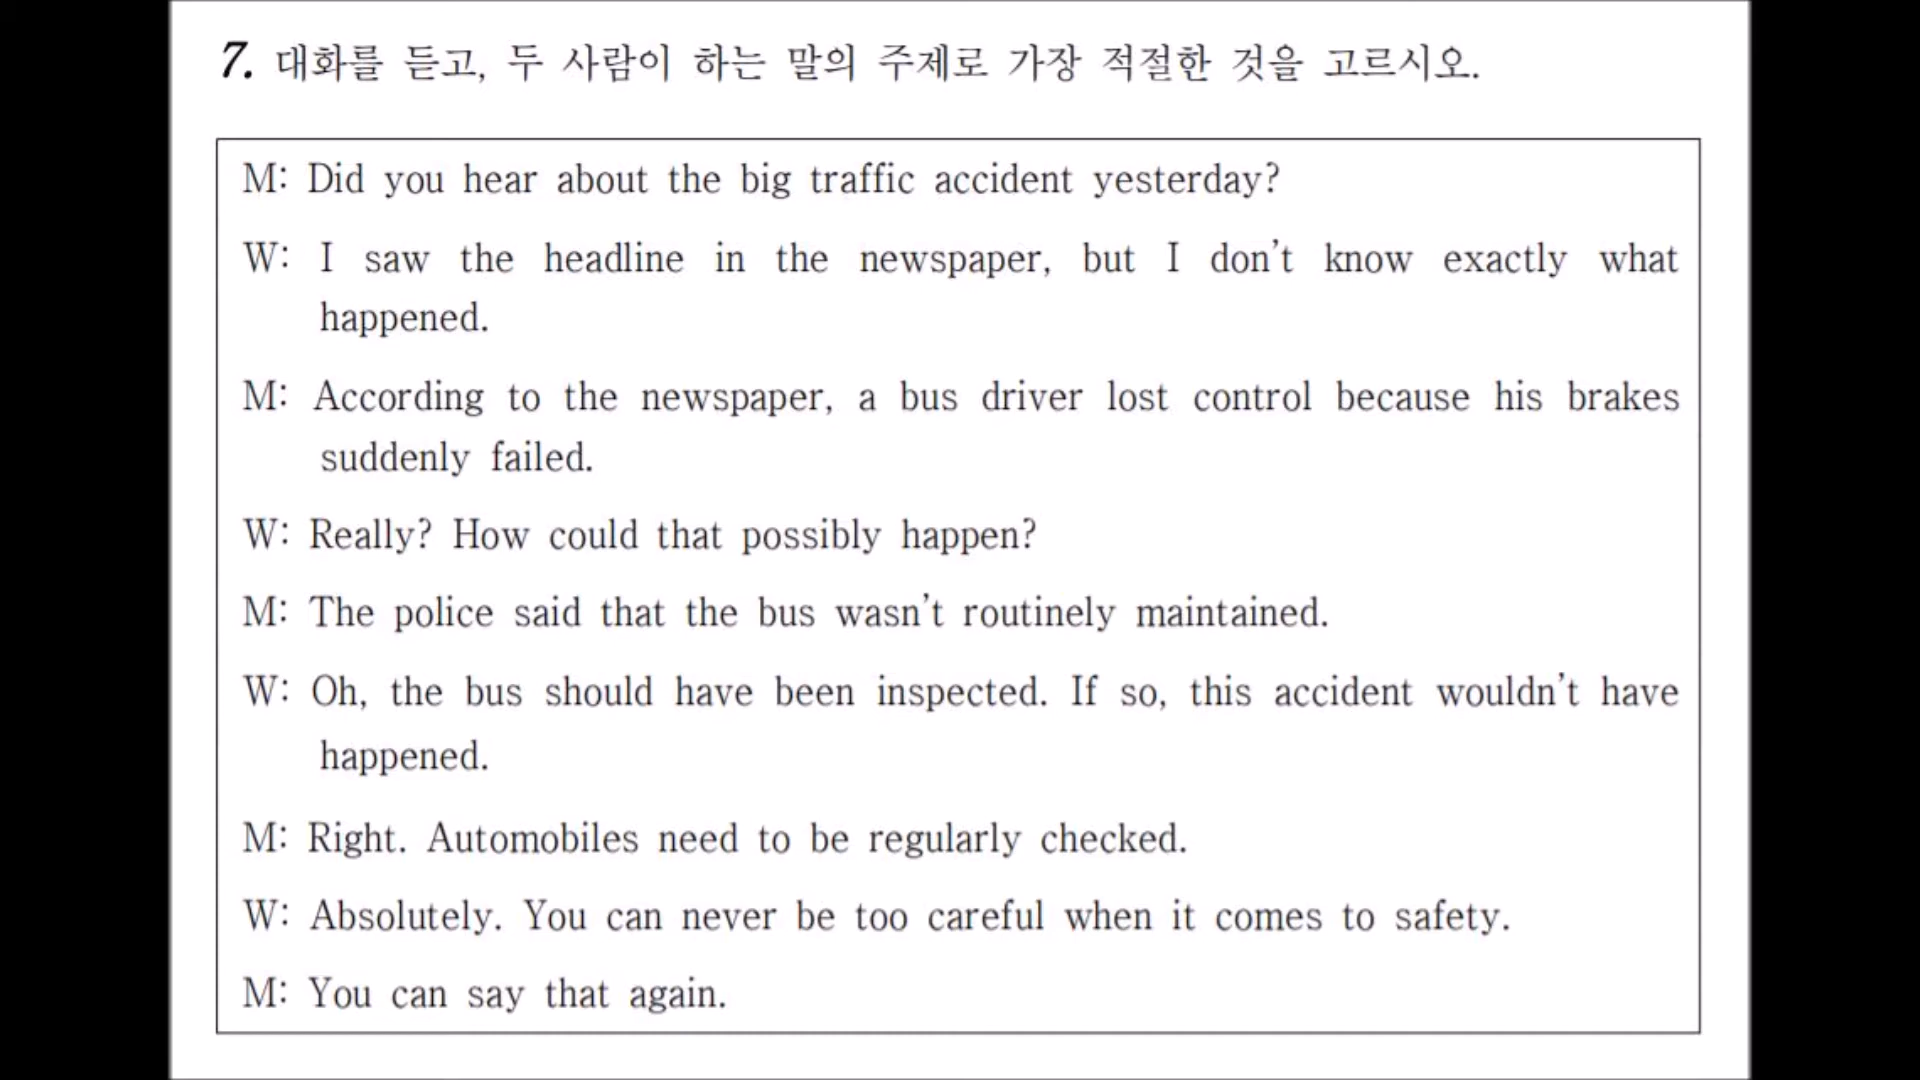 7. 대화를 듣고, 두 사람이 하는 말의 주제로 가장 적절한 것을 고르시오.
M: Did you hear about the big traffic accident yesterday?
W: I saw the headline in the newspaper, but I don't know exactly what
happened.
M: According to the newspaper, a bus driver lost control because his brakes
suddenly failed.
W: Really? How could that possibly happen?
M: The police said that the bus wasn't routinely maintained.
W: Oh, the bus should have been inspected. If so, this accident wouldn't have
happened.
M: Right. Automobiles need to be regularly checked.
W: Absolutely. You can never be too careful when it comes to safety.
M: You can say that again.